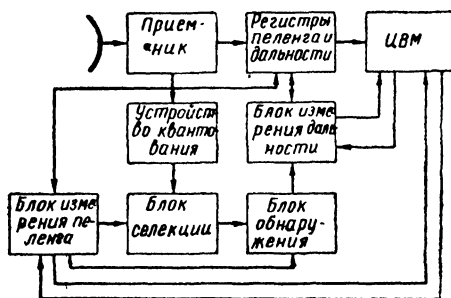 Прием-
ник
Регистры
пеленга и
дальности
ЦВМ
Устройст
во кванто
вания
Блок изме
рения даль
ности
Блок изме
рения пе-
ленга
Блок
селекции
Блок
обнару-
жения